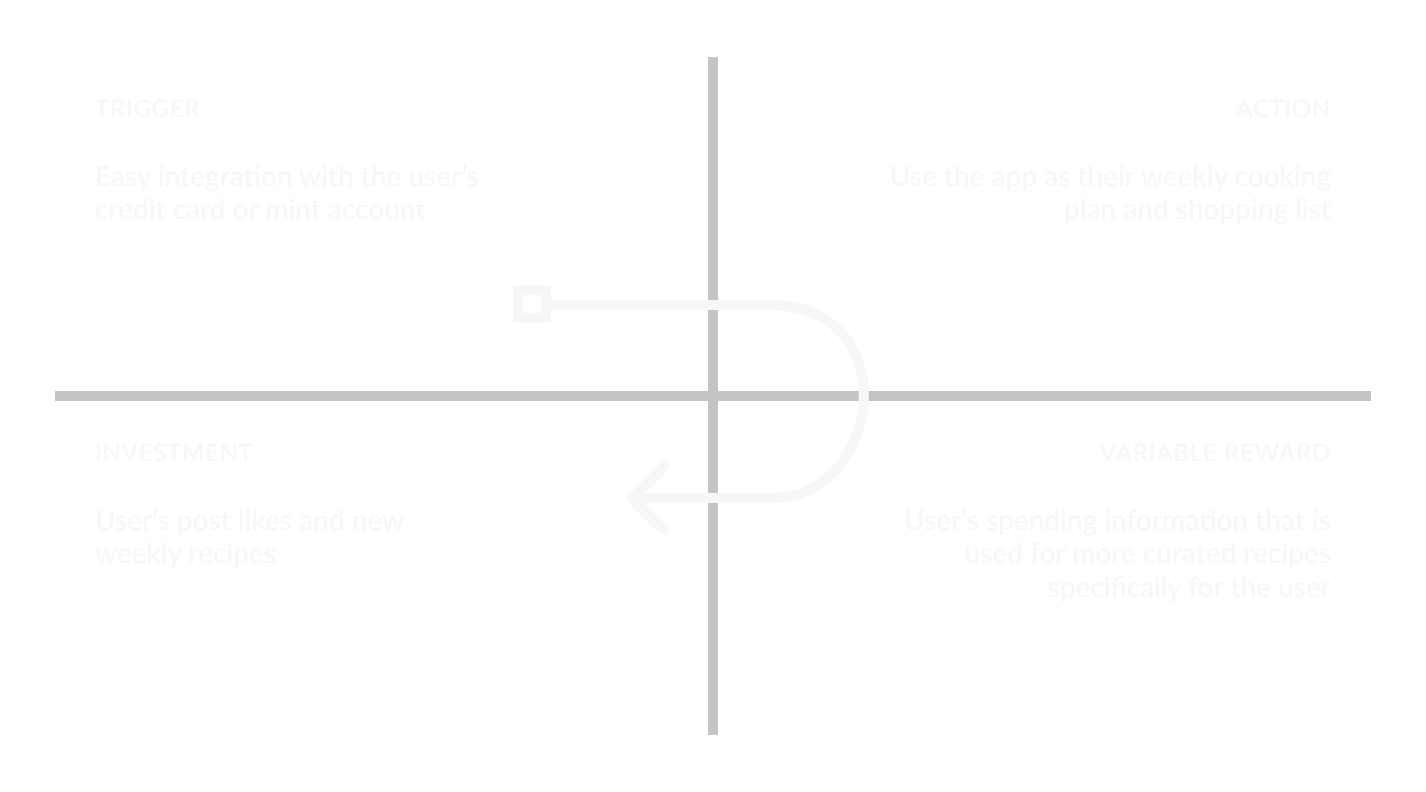 TRIGGER
Easy integration with the user's
credit card or mint account
ACTION
Use the app as their weekly cooking
plan and shopping list
INVESTMENT
User's post likes and new
weekly recipes
VARIABLE REWARD
User's spending information that is
used for more curated recipes
specifically for the user